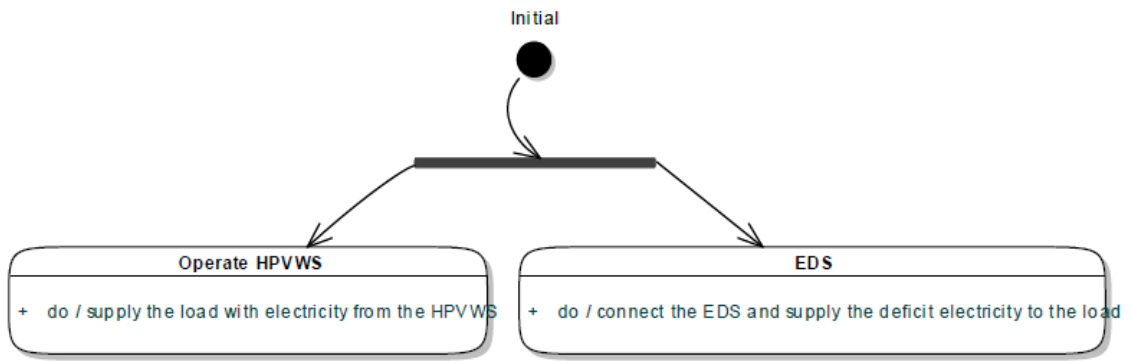 Initial
Operate HPVWS
+ do / supply the load with electricity from the HPVWS
EDS
+ do / connect the EDS and supply the deficit electricity to the load